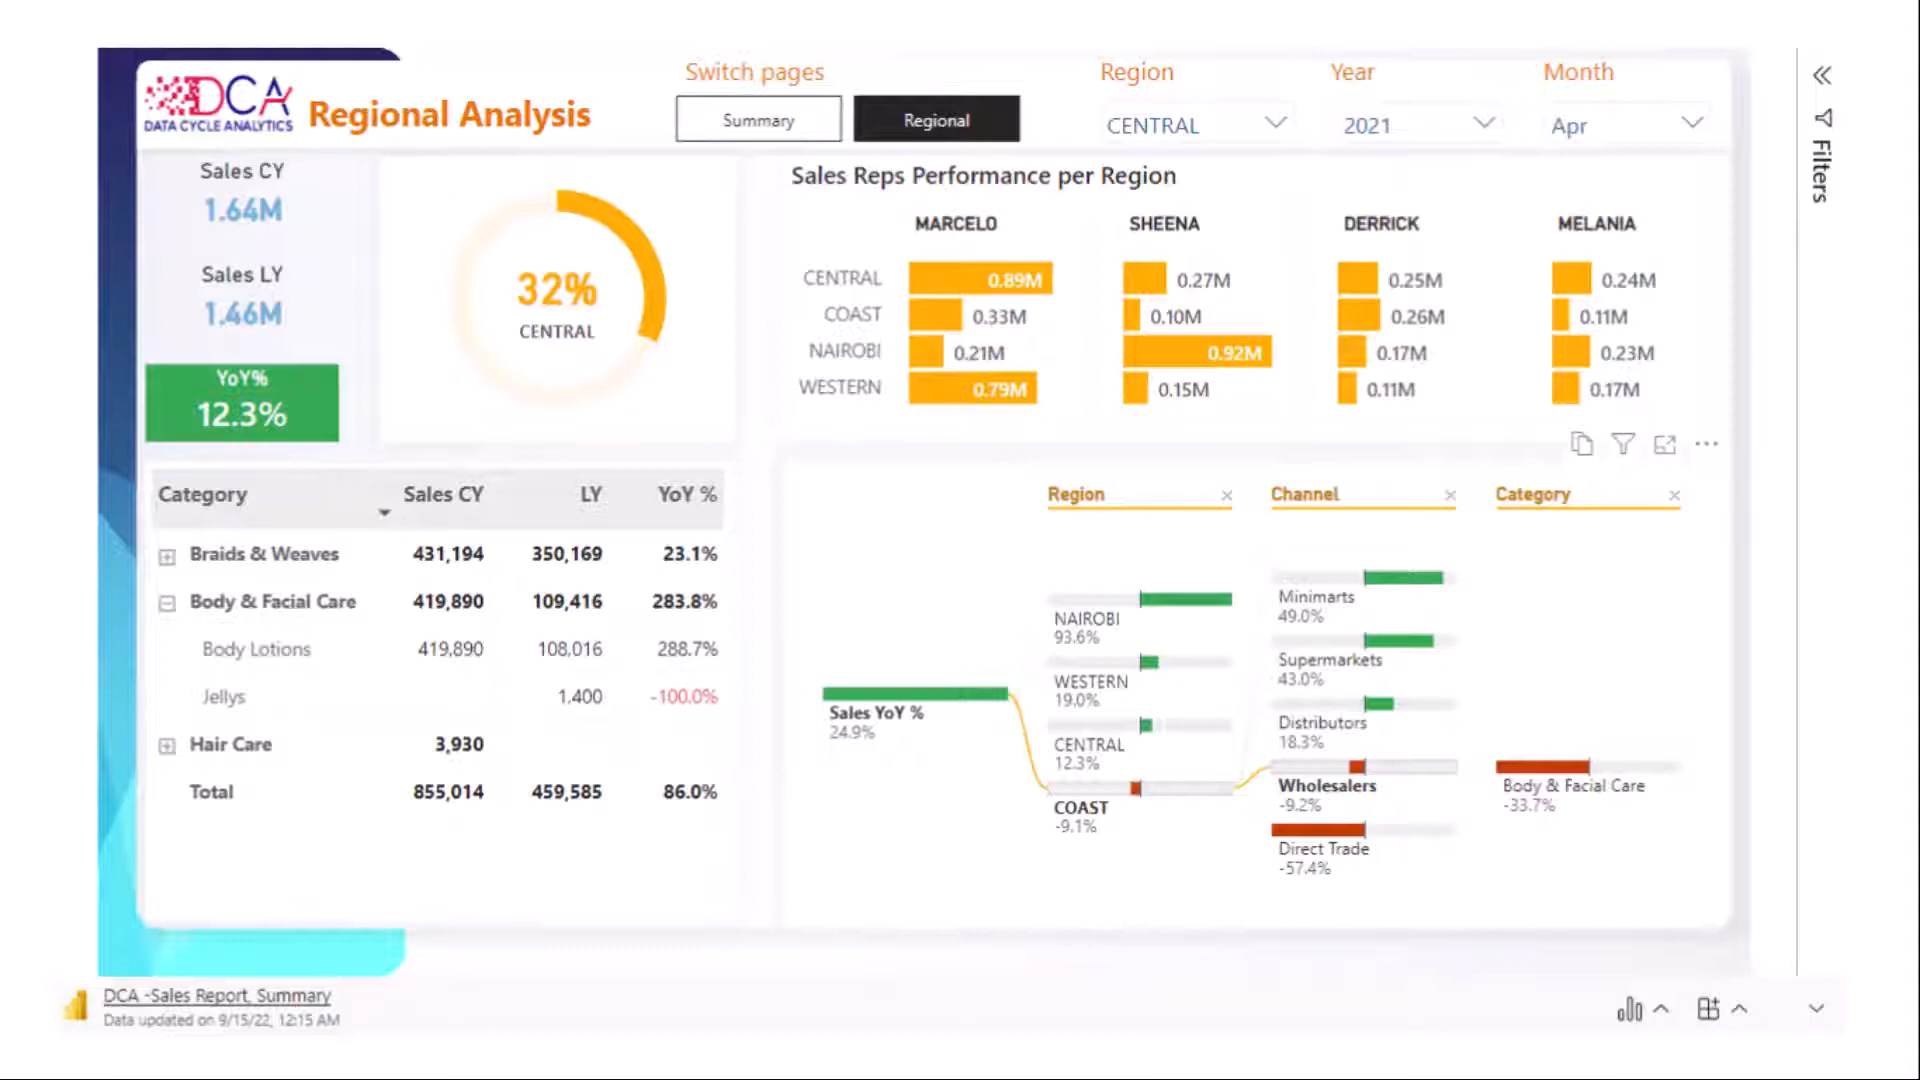 DCA
DATA CYCLE ANALYTICS
Regional Analysis
Switch pages
Summary
Regional
Region
CENTRAL
Year
2021
Month
Apr
Filters
Sales CY
1.64M
Sales LY
1.46M
YoY%
12.3%
32%
CENTRAL
Sales Reps Performance per Region
MARCELO SHEENA DERRICK MELANIA
CENTRAL 0.89M 0.27M 0.25M 0.24M
COAST 0.33M 0.10M 0.26M 0.11M
NAIROBI 0.21M 0.92M 0.17M 0.23M
WESTERN 0.79M 0.15M 0.11M 0.17M
Category Sales CY LY YoY %
Braids & Weaves 431,194 350,169 23.1%
Body & Facial Care 419,890 109,416 283.8%
Body Lotions 419,890 108,016 288.7%
Jellys 1,400 -100.0%
Hair Care 3,930
Total 855,014 459,585 86.0%
Region
Channel
Category
Sales YoY %
24.9%
NAIROBI
93.6%
WESTERN
19.0%
CENTRAL
12.3%
COAST
-9.1%
Minimarts
49.0%
Supermarkets
43.0%
Distributors
18.3%
Wholesalers
-9.2%
Direct Trade
-57.4%
Body & Facial Care
-33.7%
DCA -Sales Report, Summary
Data updated on 9/15/22, 12:15 AM